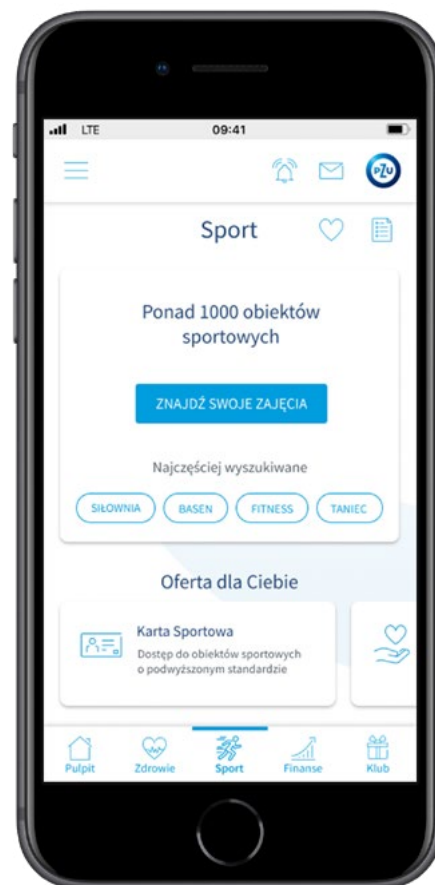 LTE 09:41
PZU
Sport
Ponad 1000 obiektów
sportowych
ZNAJDŹ SWOJE ZAJĘCIA
Najczęściej wyszukiwane
SIŁOWNIA BASEN FITNESS TANIEC
Oferta dla Ciebie
Karta Sportowa
Dostęp do obiektów sportowych
o podwyższonym standardzie
Pulpit Zdrowie Sport Finanse Klub